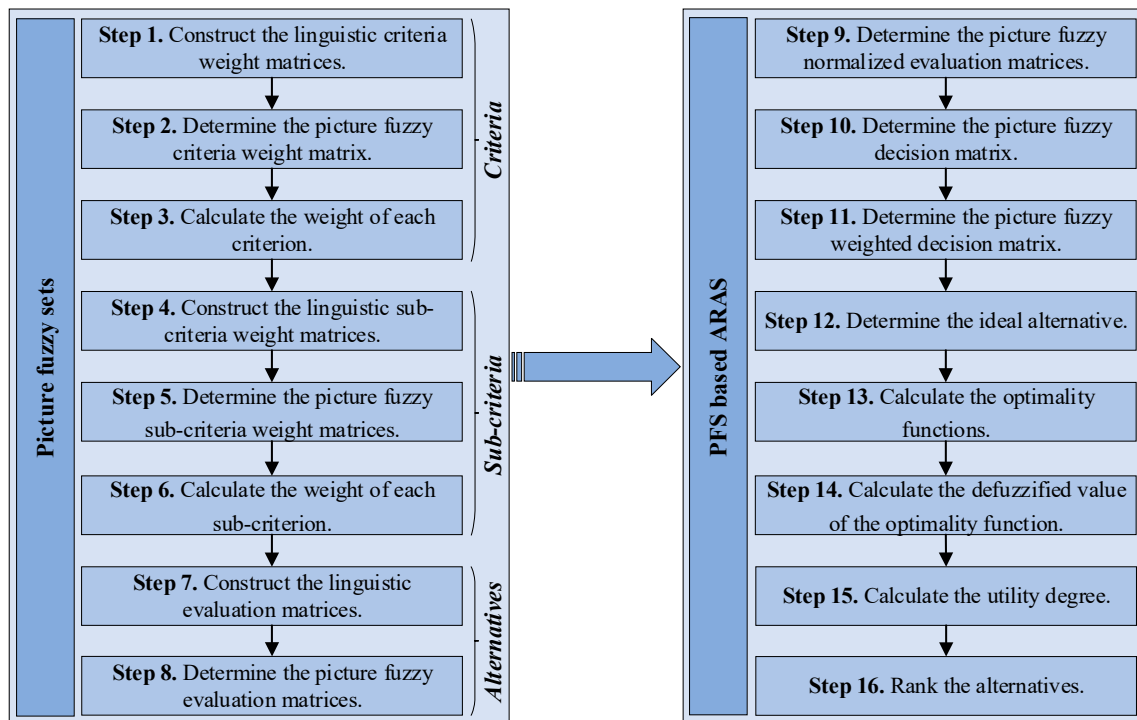 Picture fuzzy sets
Step 1. Construct the linguistic criteria
weight matrices.
Step 2. Determine the picture fuzzy
criteria weight matrix.
Step 3. Calculate the weight of each
criterion.
Criteria
Step 4. Construct the linguistic sub-
criteria weight matrices.
Step 5. Determine the picture fuzzy
sub-criteria weight matrices.
Step 6. Calculate the weight of each
sub-criterion.
Sub-criteria
Step 7. Construct the linguistic
evaluation matrices.
Step 8. Determine the picture fuzzy
evaluation matrices.
Alternatives
PFS based ARAS
Step 9. Determine the picture fuzzy
normalized evaluation matrices.
Step 10. Determine the picture fuzzy
decision matrix.
Step 11. Determine the picture fuzzy
weighted decision matrix.
Step 12. Determine the ideal alternative.
Step 13. Calculate the optimality
functions.
Step 14. Calculate the defuzzified value
of the optimality function.
Step 15. Calculate the utility degree.
Step 16. Rank the alternatives.